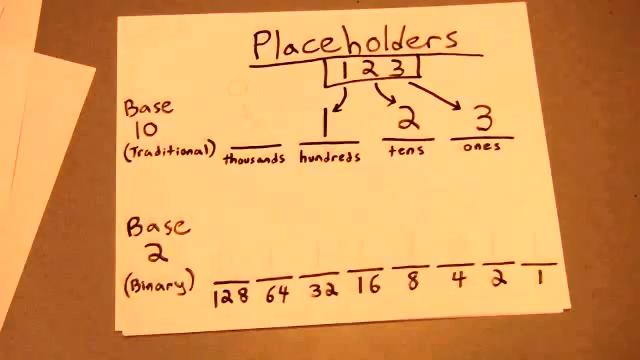 Placeholders
1 2 3
Base
10
(Traditional)
1 2 3
thousands hundreds tens ones
Base
2
(Binary)
128 64 32 16 8 4 2 1